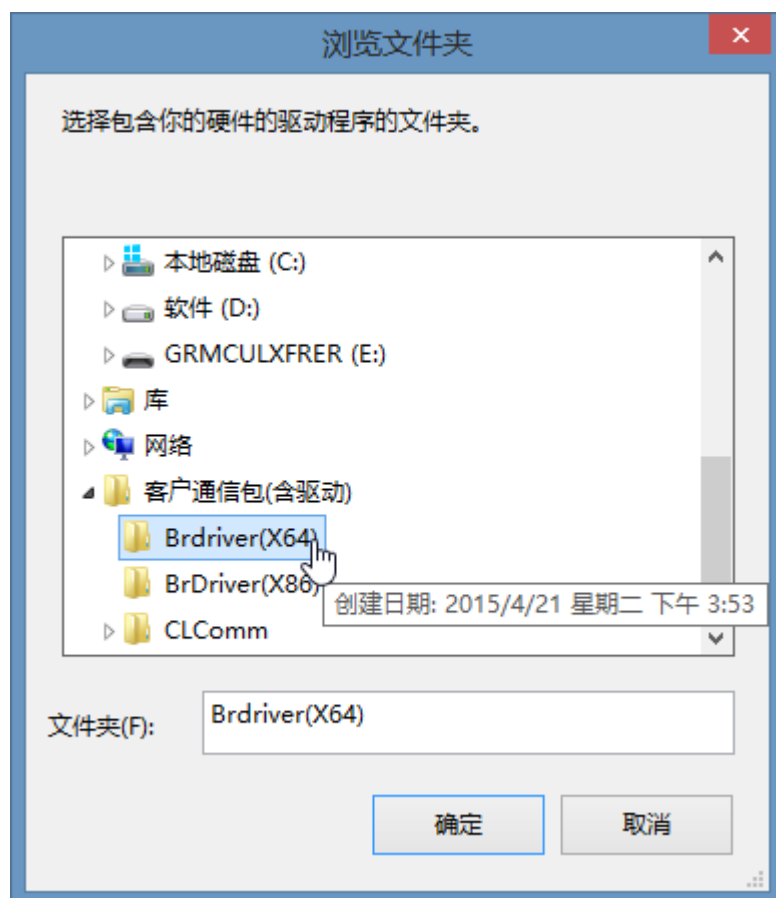 浏览文件夹
选择包含你的硬件的驱动程序的文件夹。
本地磁盘 (C:)
软件 (D:)
GRMCULXFRER (E:)
库
网络
客户通信包(含驱动)
Brdriver(X64)
BrDriver(X86)
创建日期: 2015/4/21 星期二 下午 3:53
CLComm
文件夹(F):
Brdriver(X64)
确定
取消